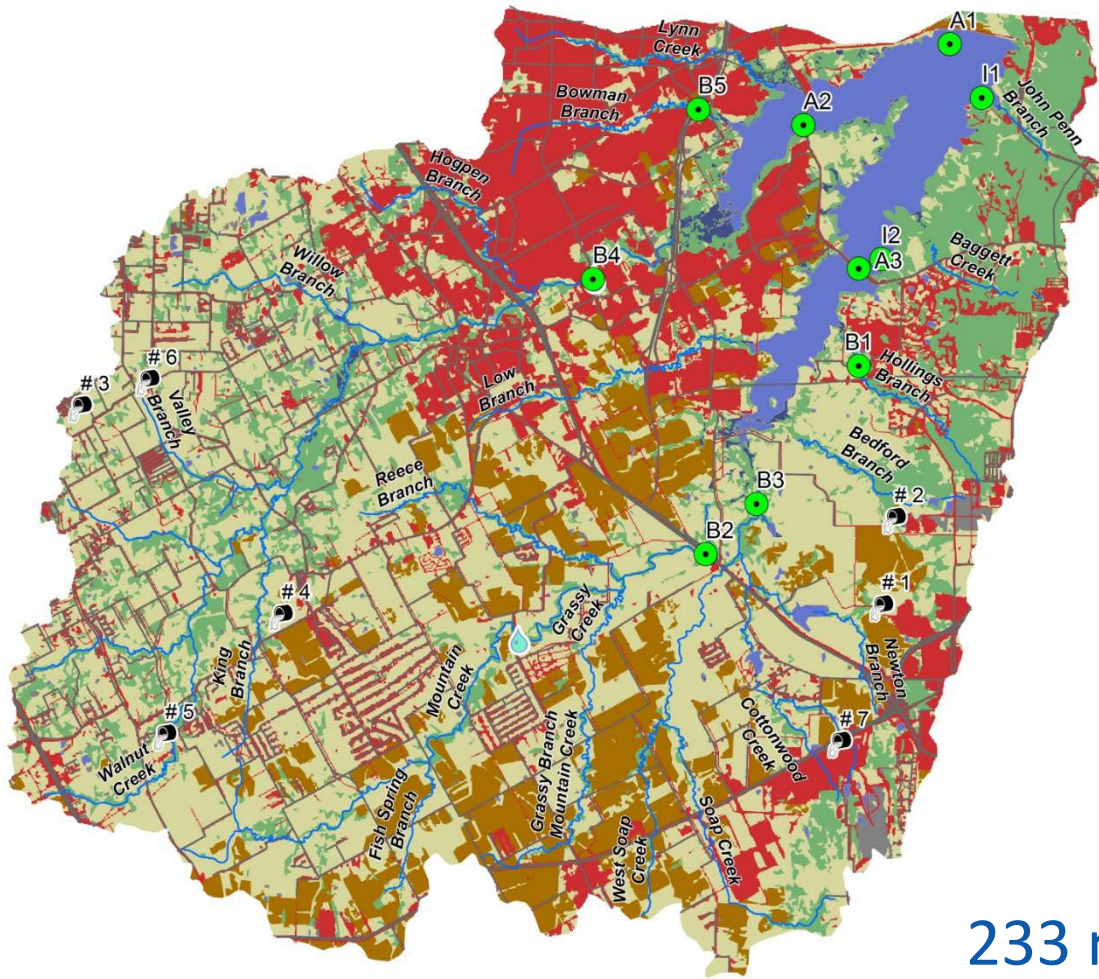 A1
Lynn
Creek
I1
B5
A2
John Penn
Branch
Bowman
Branch
Hogpen
Branch
I2
A3
Baggett
Creek
Willow
Branch
B4
B1
Hollings
Branch
# 6
# 3
Valley
Branch
Low
Branch
Bedford
Branch
Reece
Branch
B3
# 2
B2
# 1
# 4
Grassy
Creek
King
Branch
Mountain
Creek
Newton
Branch
# 5
Walnut
Creek
# 7
Cottonwood
Creek
Grassy Branch
Mountain Creek
Fish Spring
Branch
West Soap
Creek
Soap Creek
233